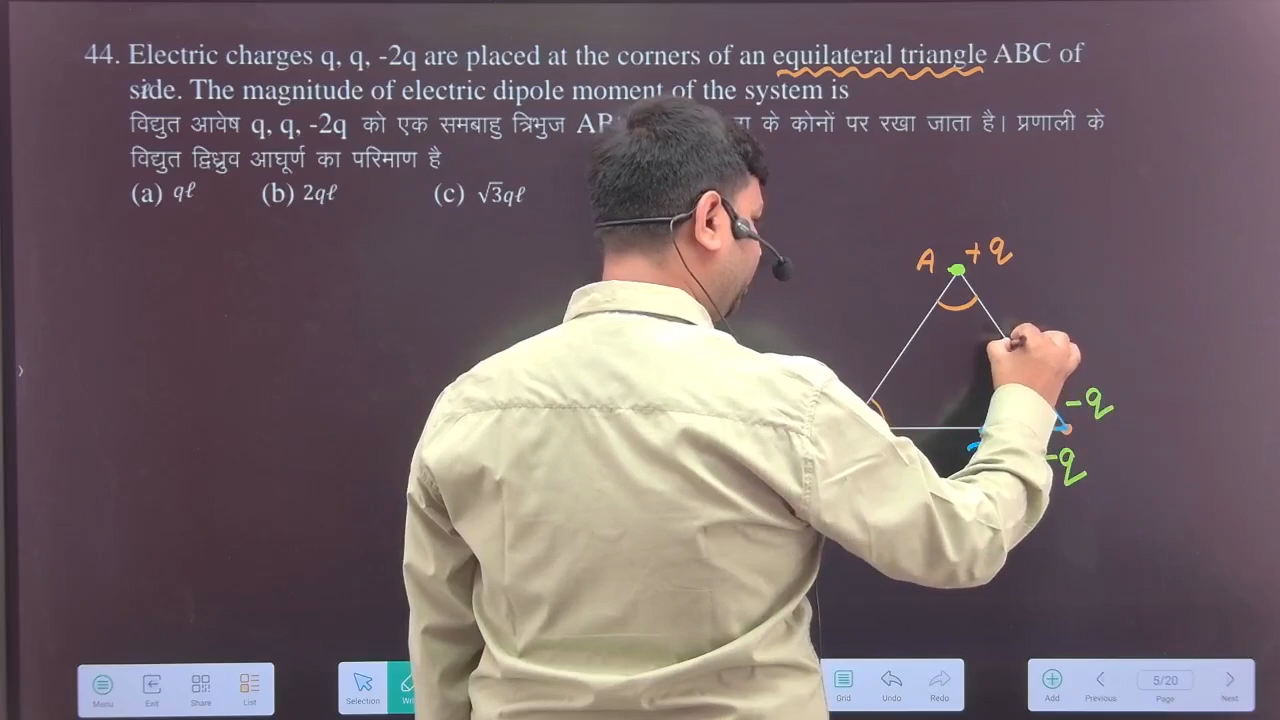 44. Electric charges q, q, -2q are placed at the corners of an equilateral triangle ABC of
side. The magnitude of electric dipole moment of the system is
विद्युत आवेष q, q, -2q को एक समबाहु त्रिभुज के कोनों पर रखा जाता है। प्रणाली के
विद्युत द्विध्रुव आघूर्ण का परिमाण है
(a) qℓ (b) 2qℓ (c) √3qℓ
A +q
-q
-q
Menu Exit Share List Selection Grid Undo Redo Add Previous 5/20 Page Next